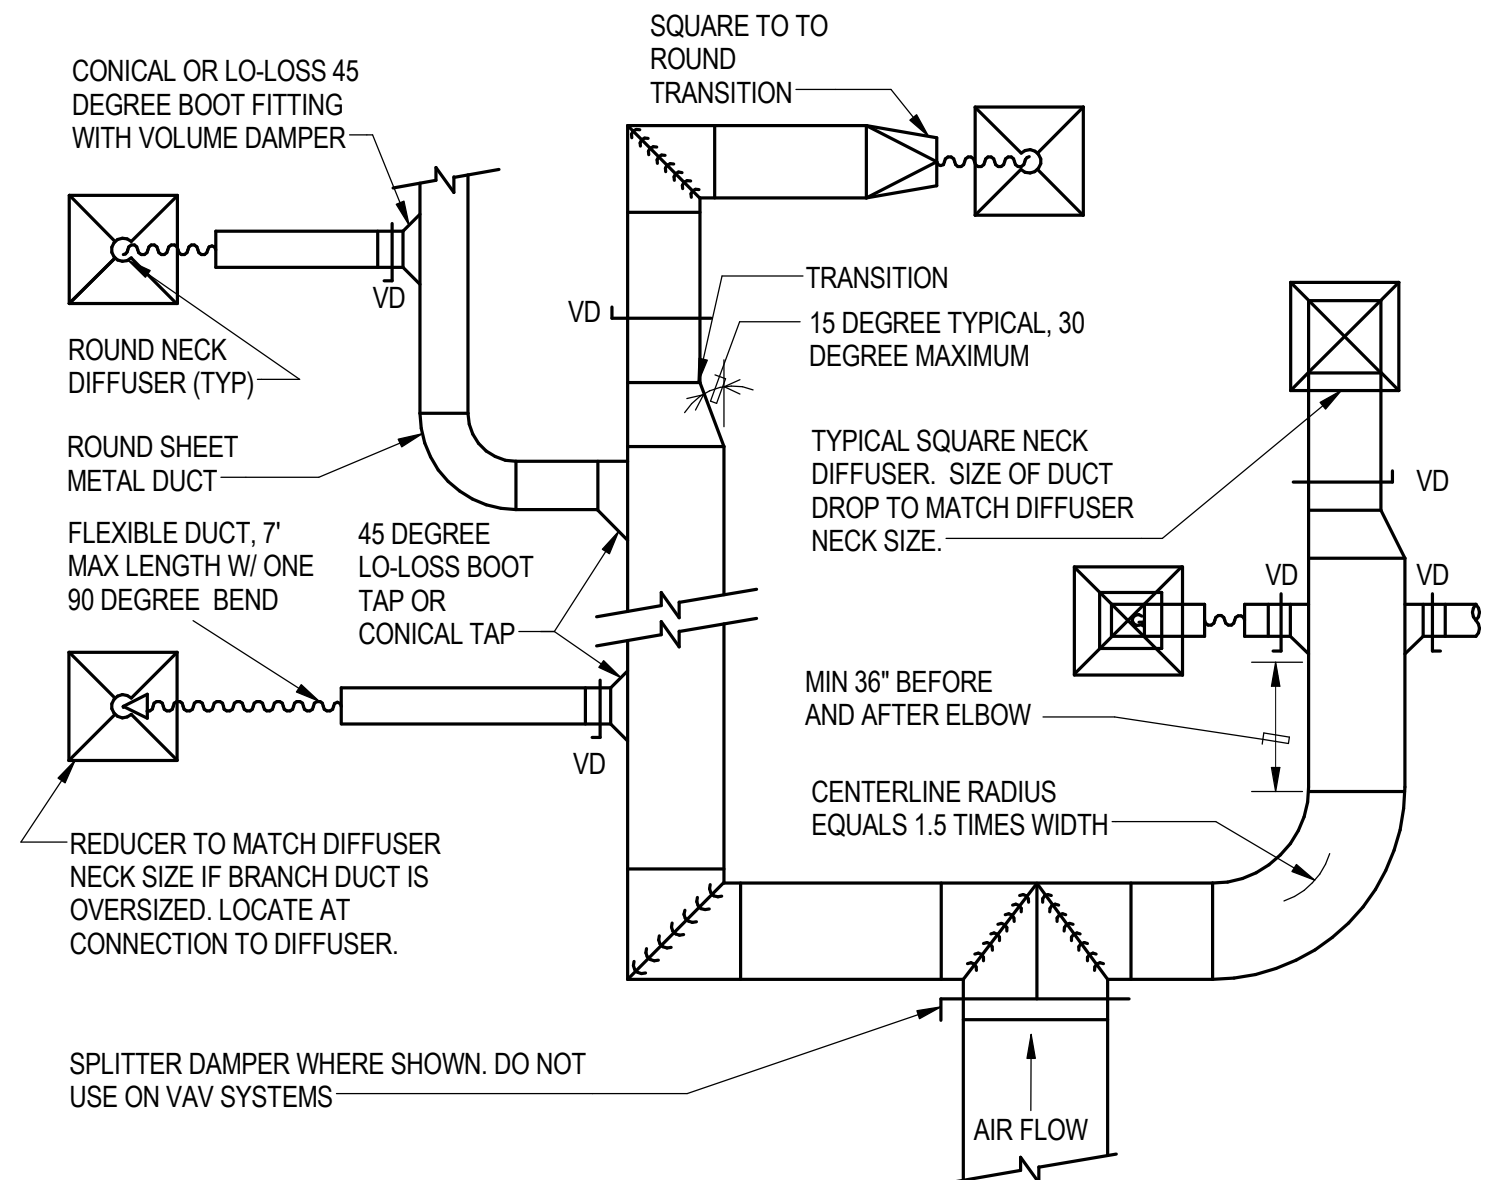 SQUARE TO TO
ROUND
TRANSITION
CONICAL OR LO-LOSS 45
DEGREE BOOT FITTING
WITH VOLUME DAMPER
VD
ROUND NECK
DIFFUSER (TYP)
VD
TRANSITION
15 DEGREE TYPICAL, 30
DEGREE MAXIMUM
ROUND SHEET
METAL DUCT
TYPICAL SQUARE NECK
DIFFUSER. SIZE OF DUCT
DROP TO MATCH DIFFUSER
NECK SIZE.
VD
FLEXIBLE DUCT, 7'
MAX LENGTH W/ ONE
90 DEGREE BEND
45 DEGREE
LO-LOSS BOOT
TAP OR
CONICAL TAP
VD
VD
MIN 36" BEFORE
AND AFTER ELBOW
VD
CENTERLINE RADIUS
EQUALS 1.5 TIMES WIDTH
REDUCER TO MATCH DIFFUSER
NECK SIZE IF BRANCH DUCT IS
OVERSIZED. LOCATE AT
CONNECTION TO DIFFUSER.
SPLITTER DAMPER WHERE SHOWN. DO NOT
USE ON VAV SYSTEMS
AIR FLOW